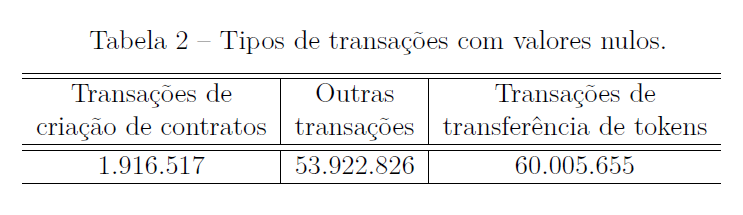 Tabela 2 – Tipos de transações com valores nulos.
Transações de criação de contratos
Outras transações
Transações de transferência de tokens
1.916.517 53.922.826 60.005.655